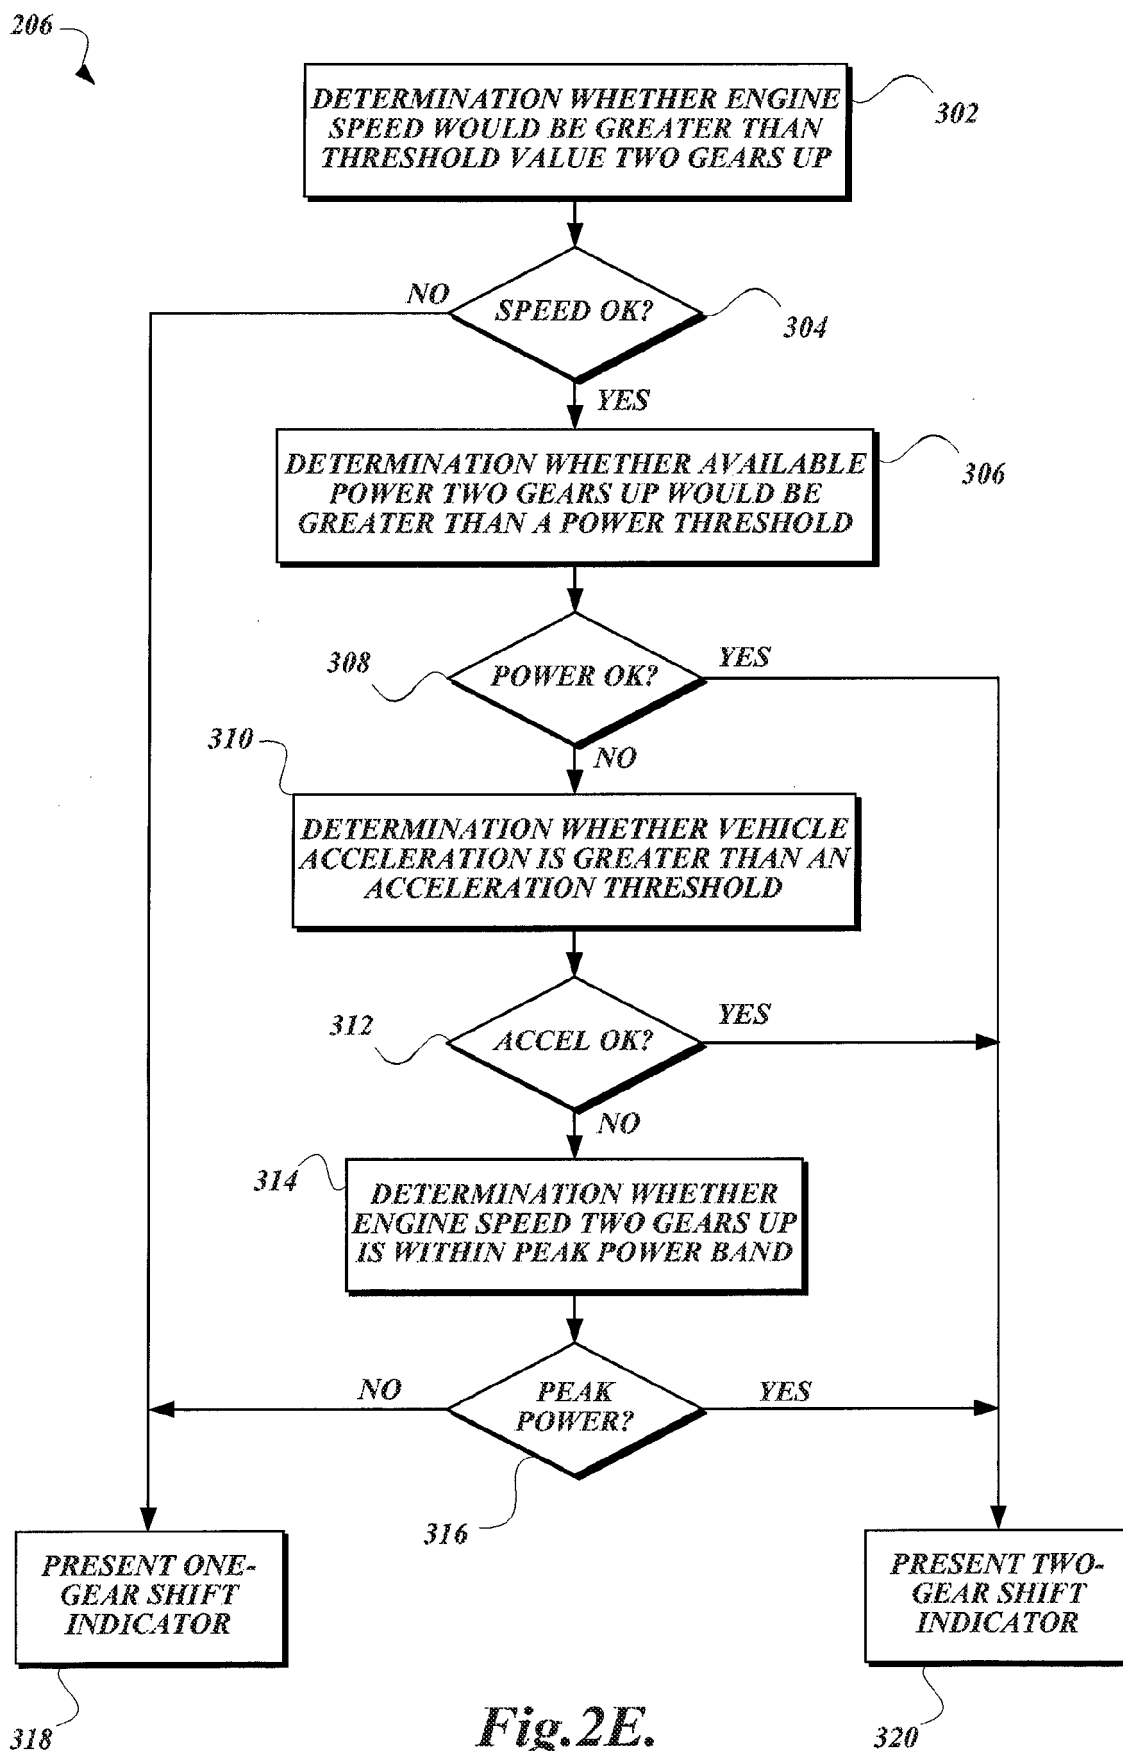 206
DETERMINATION WHETHER ENGINE
SPEED WOULD BE GREATER THAN
THRESHOLD VALUE TWO GEARS UP
302
NO
SPEED OK?
304
YES
DETERMINATION WHETHER AVAILABLE
POWER TWO GEARS UP WOULD BE
GREATER THAN A POWER THRESHOLD
306
308
POWER OK?
YES
310
NO
DETERMINATION WHETHER VEHICLE
ACCELERATION IS GREATER THAN AN
ACCELERATION THRESHOLD
312
ACCEL OK?
YES
NO
314
DETERMINATION WHETHER
ENGINE SPEED TWO GEARS UP
IS WITHIN PEAK POWER BAND
NO
PEAK
POWER?
YES
316
PRESENT ONE-
GEAR SHIFT
INDICATOR
PRESENT TWO-
GEAR SHIFT
INDICATOR
318
Fig.2E.
320